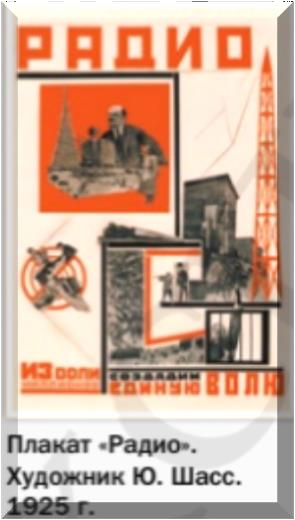 РАДИО
ИЗ ВОЛИ
СОЗДАДИМ
ЕДИНУЮ ВОЛЮ
Плакат «Радио».
Художник Ю. Шасс.
1925 г.